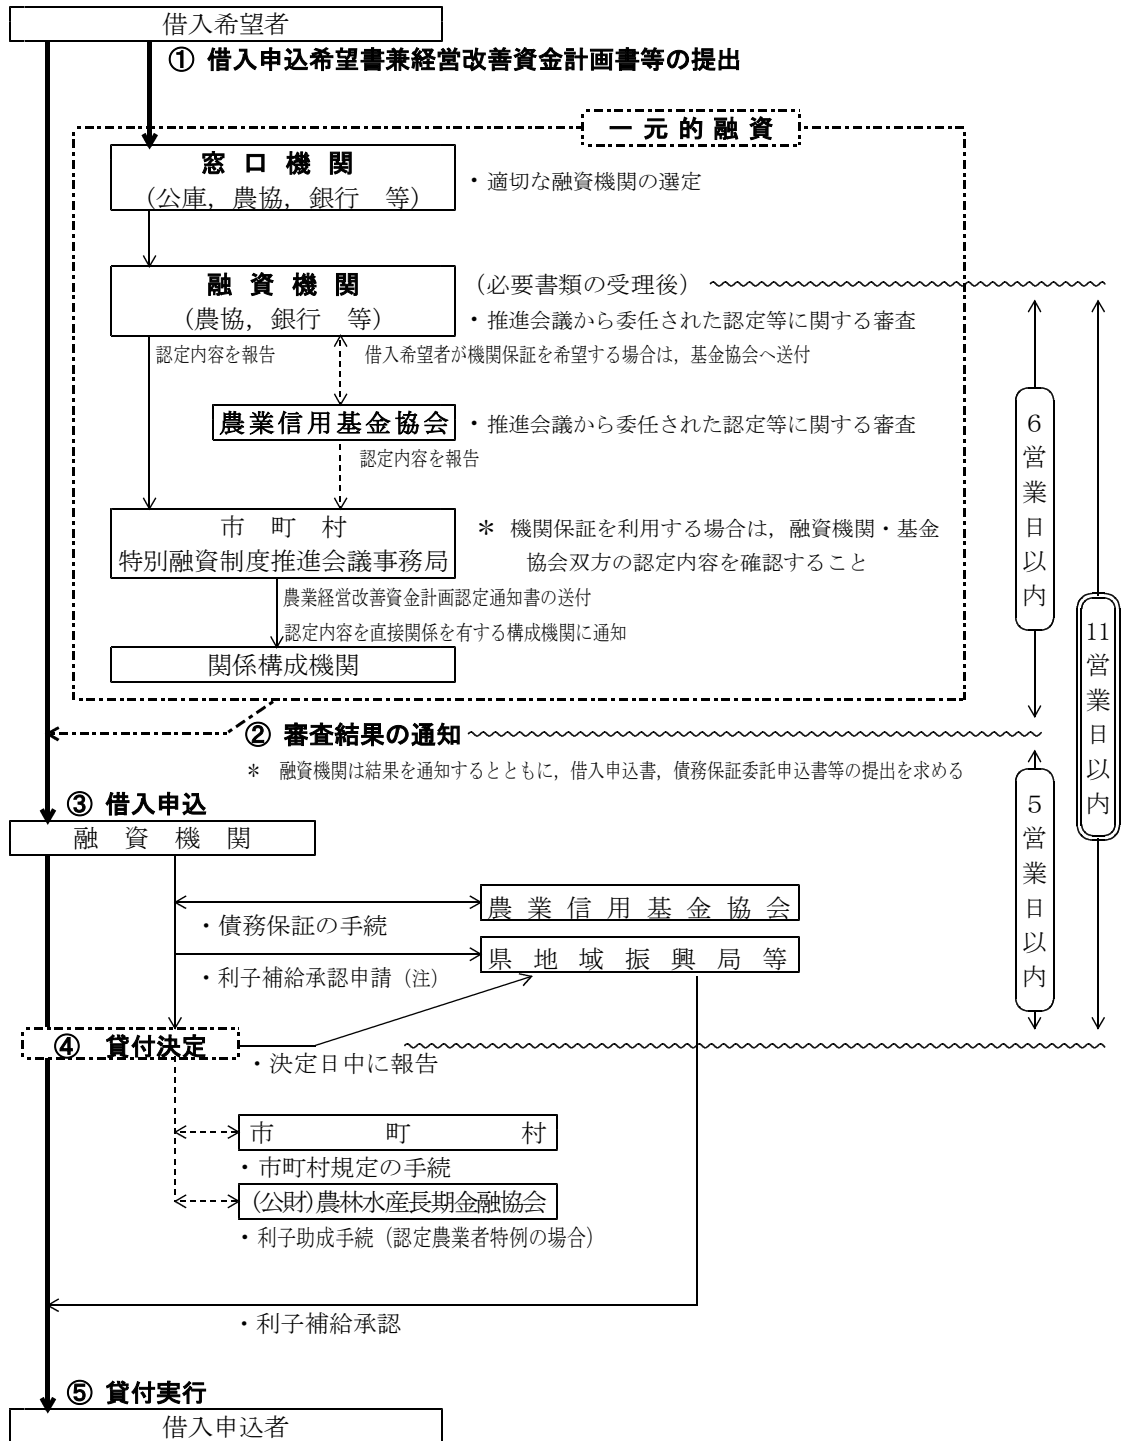 借入希望者
① 借入申込希望書兼経営改善資金計画書等の提出
一元的融資
窓口機関
（公庫，農協，銀行　等）
・適切な融資機関の選定
融資機関
（農協，銀行　等）
（必要書類の受理後）
・推進会議から委任された認定等に関する審査
認定内容を報告
借入希望者が機関保証を希望する場合は，基金協会へ送付
農業信用基金協会
・推進会議から委任された認定等に関する審査
認定内容を報告
市　町　村
特別融資制度推進会議事務局
＊ 機関保証を利用する場合は，融資機関・基金
協会双方の認定内容を確認すること
農業経営改善資金計画認定通知書の送付
認定内容を直接関係を有する構成機関に通知
関係構成機関
6営業日以内
11営業日以内
② 審査結果の通知
＊　融資機関は結果を通知するとともに，借入申込書，債務保証委託申込書等の提出を求める
5営業日以内
③ 借入申込
融　資　機　関
農業信用基金協会
・債務保証の手続
県地域振興局等
・利子補給承認申請（注）
④　貸付決定
・決定日中に報告
市　町　村
・市町村規定の手続
(公財)農林水産長期金融協会
・利子助成手続（認定農業者特例の場合）
・利子補給承認
⑤ 貸付実行
借入申込者